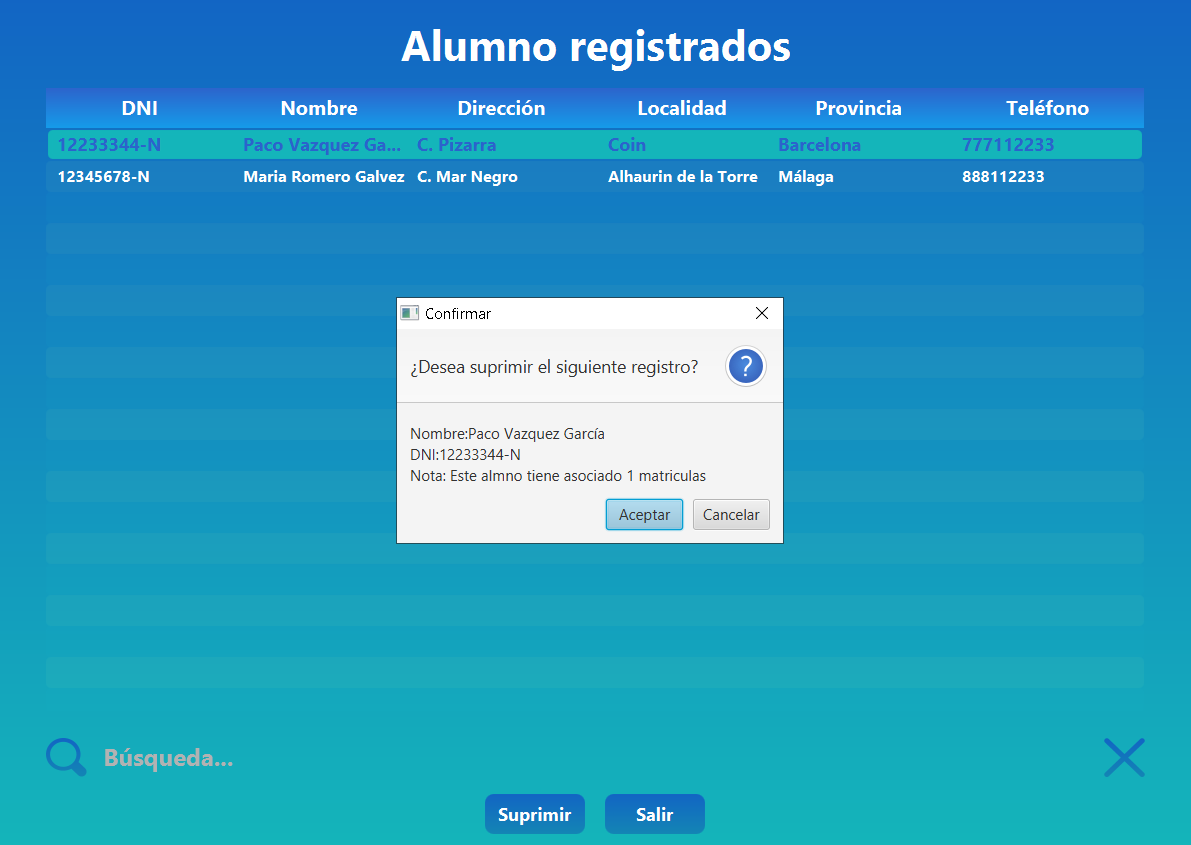 Alumno registrados
DNI Nombre Dirección Localidad Provincia Teléfono
12233344-N Paco Vazquez Ga... C. Pizarra Coin Barcelona 777112233
12345678-N Maria Romero Galvez C. Mar Negro Alhaurin de la Torre Málaga 888112233
Confirmar
¿Desea suprimir el siguiente registro?
?
Nombre:Paco Vazquez García
DNI:12233344-N
Nota: Este almno tiene asociado 1 matriculas
Aceptar Cancelar
Búsqueda...
Suprimir Salir